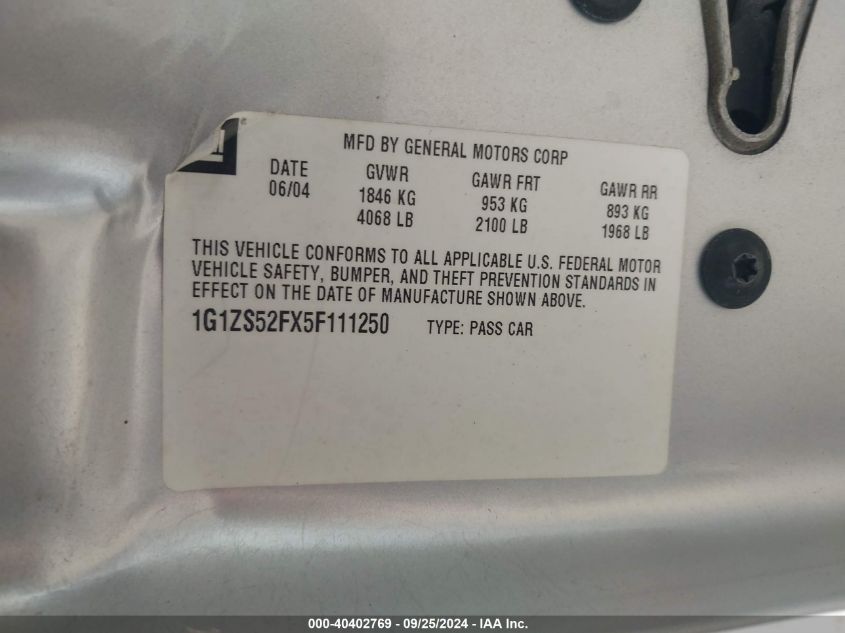 MFD BY GENERAL MOTORS CORP
DATE GVWR GAWR FRT GAWR RR
06/04 1846 KG 953 KG 893 KG
4068 LB 2100 LB 1968 LB
THIS VEHICLE CONFORMS TO ALL APPLICABLE U.S. FEDERAL MOTOR
VEHICLE SAFETY, BUMPER, AND THEFT PREVENTION STANDARDS IN
EFFECT ON THE DATE OF MANUFACTURE SHOWN ABOVE.
1G1ZS52FX5F111250 TYPE: PASS CAR
000-40402769 - 09/25/2024 - IAA Inc.